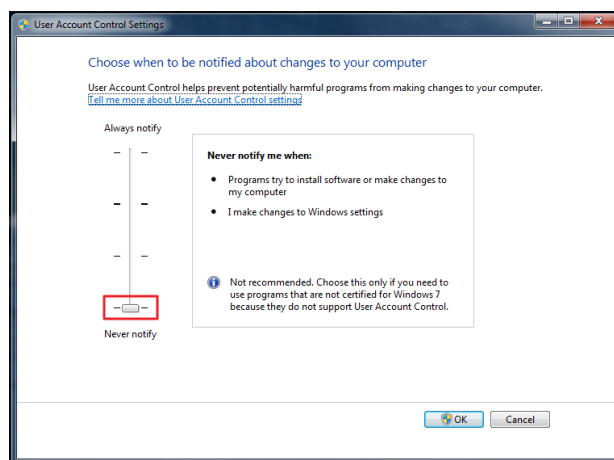 User Account Control Settings
Choose when to be notified about changes to your computer
User Account Control helps prevent potentially harmful programs from making changes to your computer.
Tell me more about User Account Control settings
Always notify
Never notify me when:
Programs try to install software or make changes to
my computer
I make changes to Windows settings
Not recommended. Choose this only if you need to
use programs that are not certified for Windows 7
because they do not support User Account Control.
Never notify
OK
Cancel